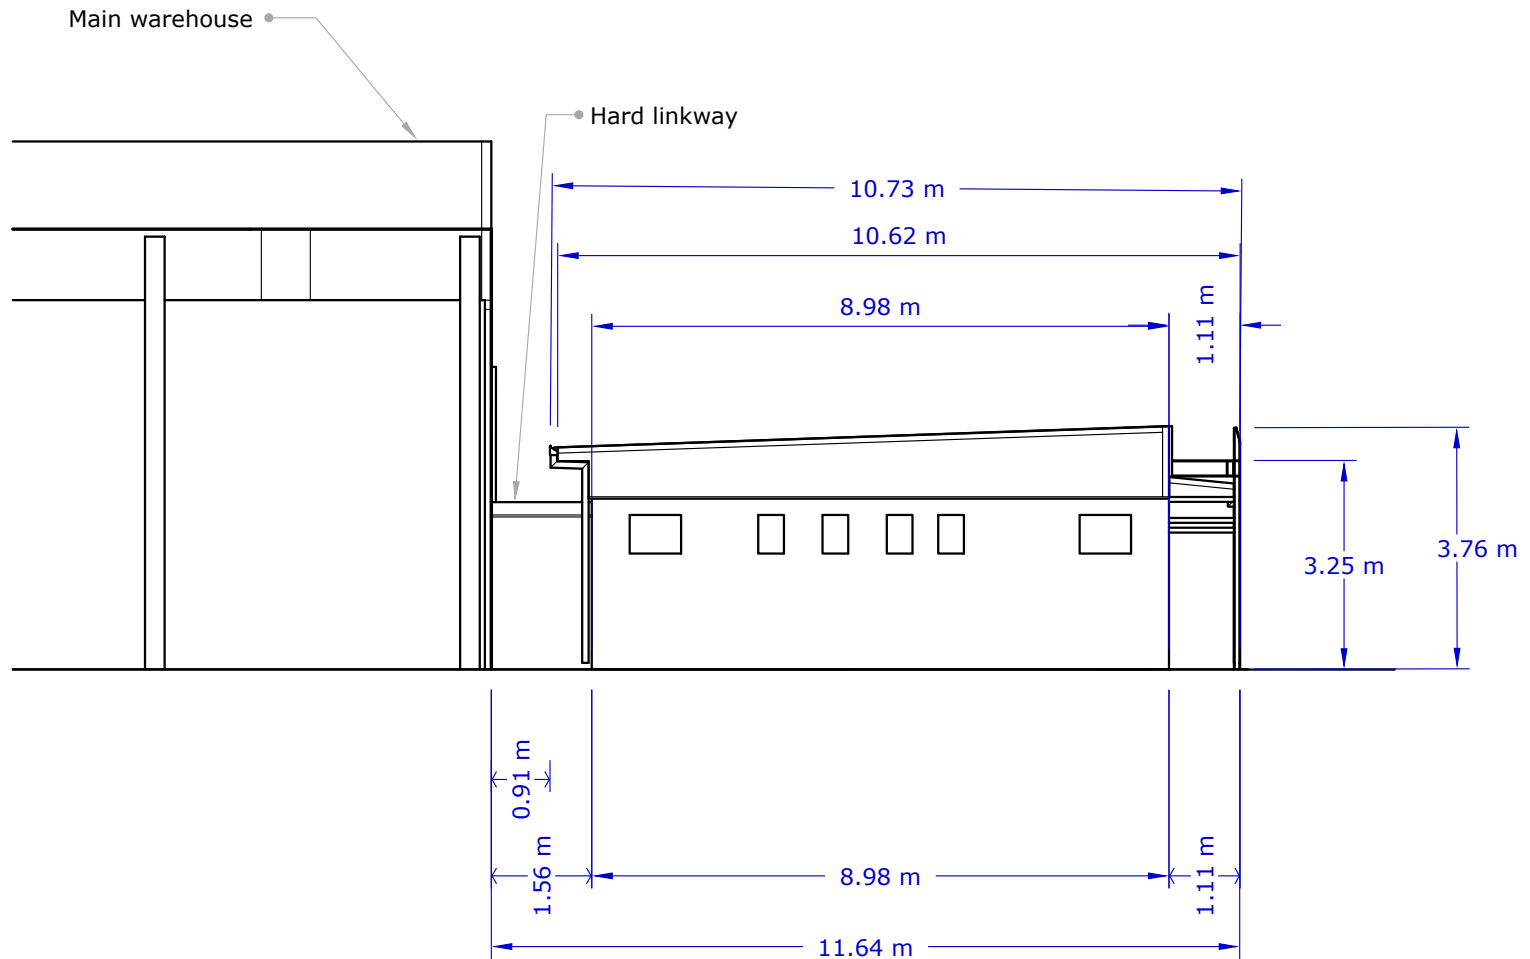 Main warehouse
Hard linkway
10.73 m
10.62 m
8.98 m
1.11 m
3.76 m
3.25 m
0.91 m
1.56 m
8.98 m
1.11 m
11.64 m